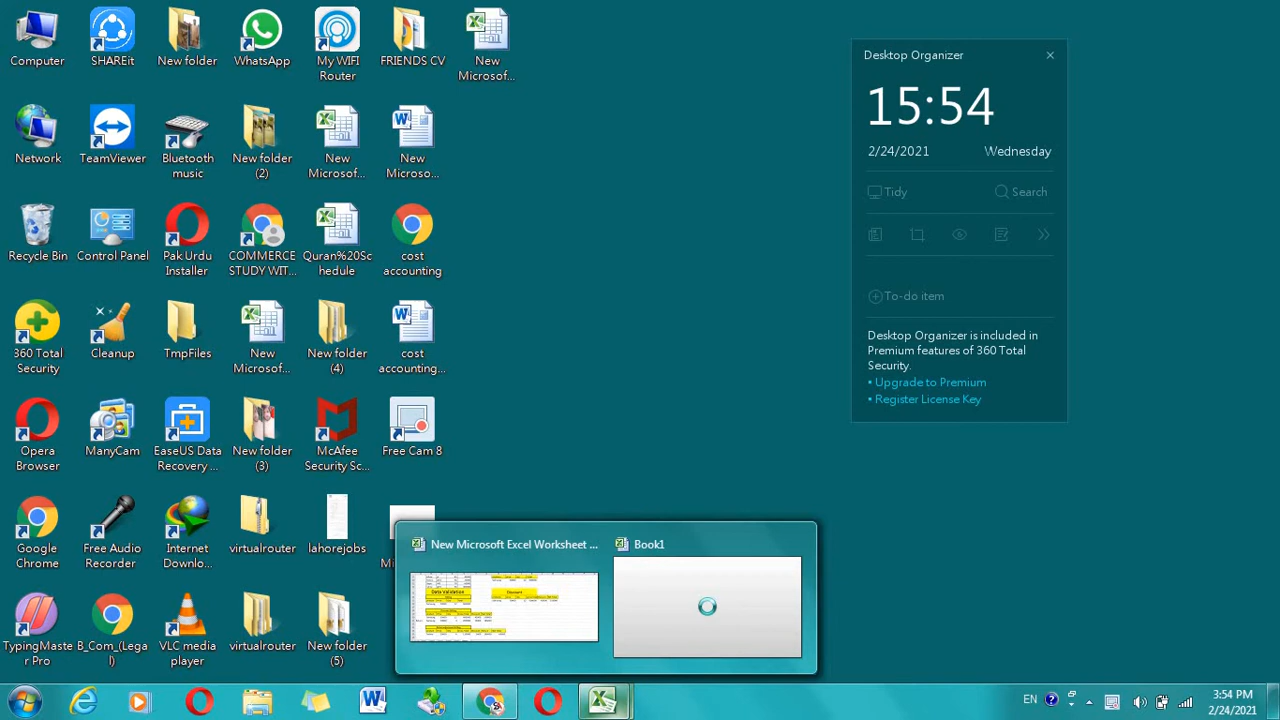 Computer
SHAREit
New folder
WhatsApp
My WIFI
Router
FRIENDS CV
New
Microsof...
Network
TeamViewer
Bluetooth
music
New folder
(2)
New
Microsof...
New
Microso...
Recycle Bin
Control Panel
Pak Urdu
Installer
COMMERCE
STUDY WIT...
Quran%20Sc
hedule
cost
accounting
360 Total
Security
Cleanup
TmpFiles
New
Microsof...
New folder
(4)
cost
accounting...
Opera
Browser
ManyCam
EaseUS Data
Recovery ...
New folder
(3)
McAfee
Security Sc...
Free Cam 8
Google
Chrome
Free Audio
Recorder
Internet
Downlo...
virtualrouter
lahorejobs
Mi
TypingMaster
Pro
B_Com_(Lega
l)
VLC media
player
virtualrouter
New folder
(5)
Desktop Organizer
15:54
2/24/2021 Wednesday
Tidy Search
To-do item
Desktop Organizer is included in
Premium features of 360 Total
Security.
• Upgrade to Premium
• Register License Key
New Microsoft Excel Worksheet ...
Book1
Data Validation
Discount
EN
3:54 PM
2/24/2021